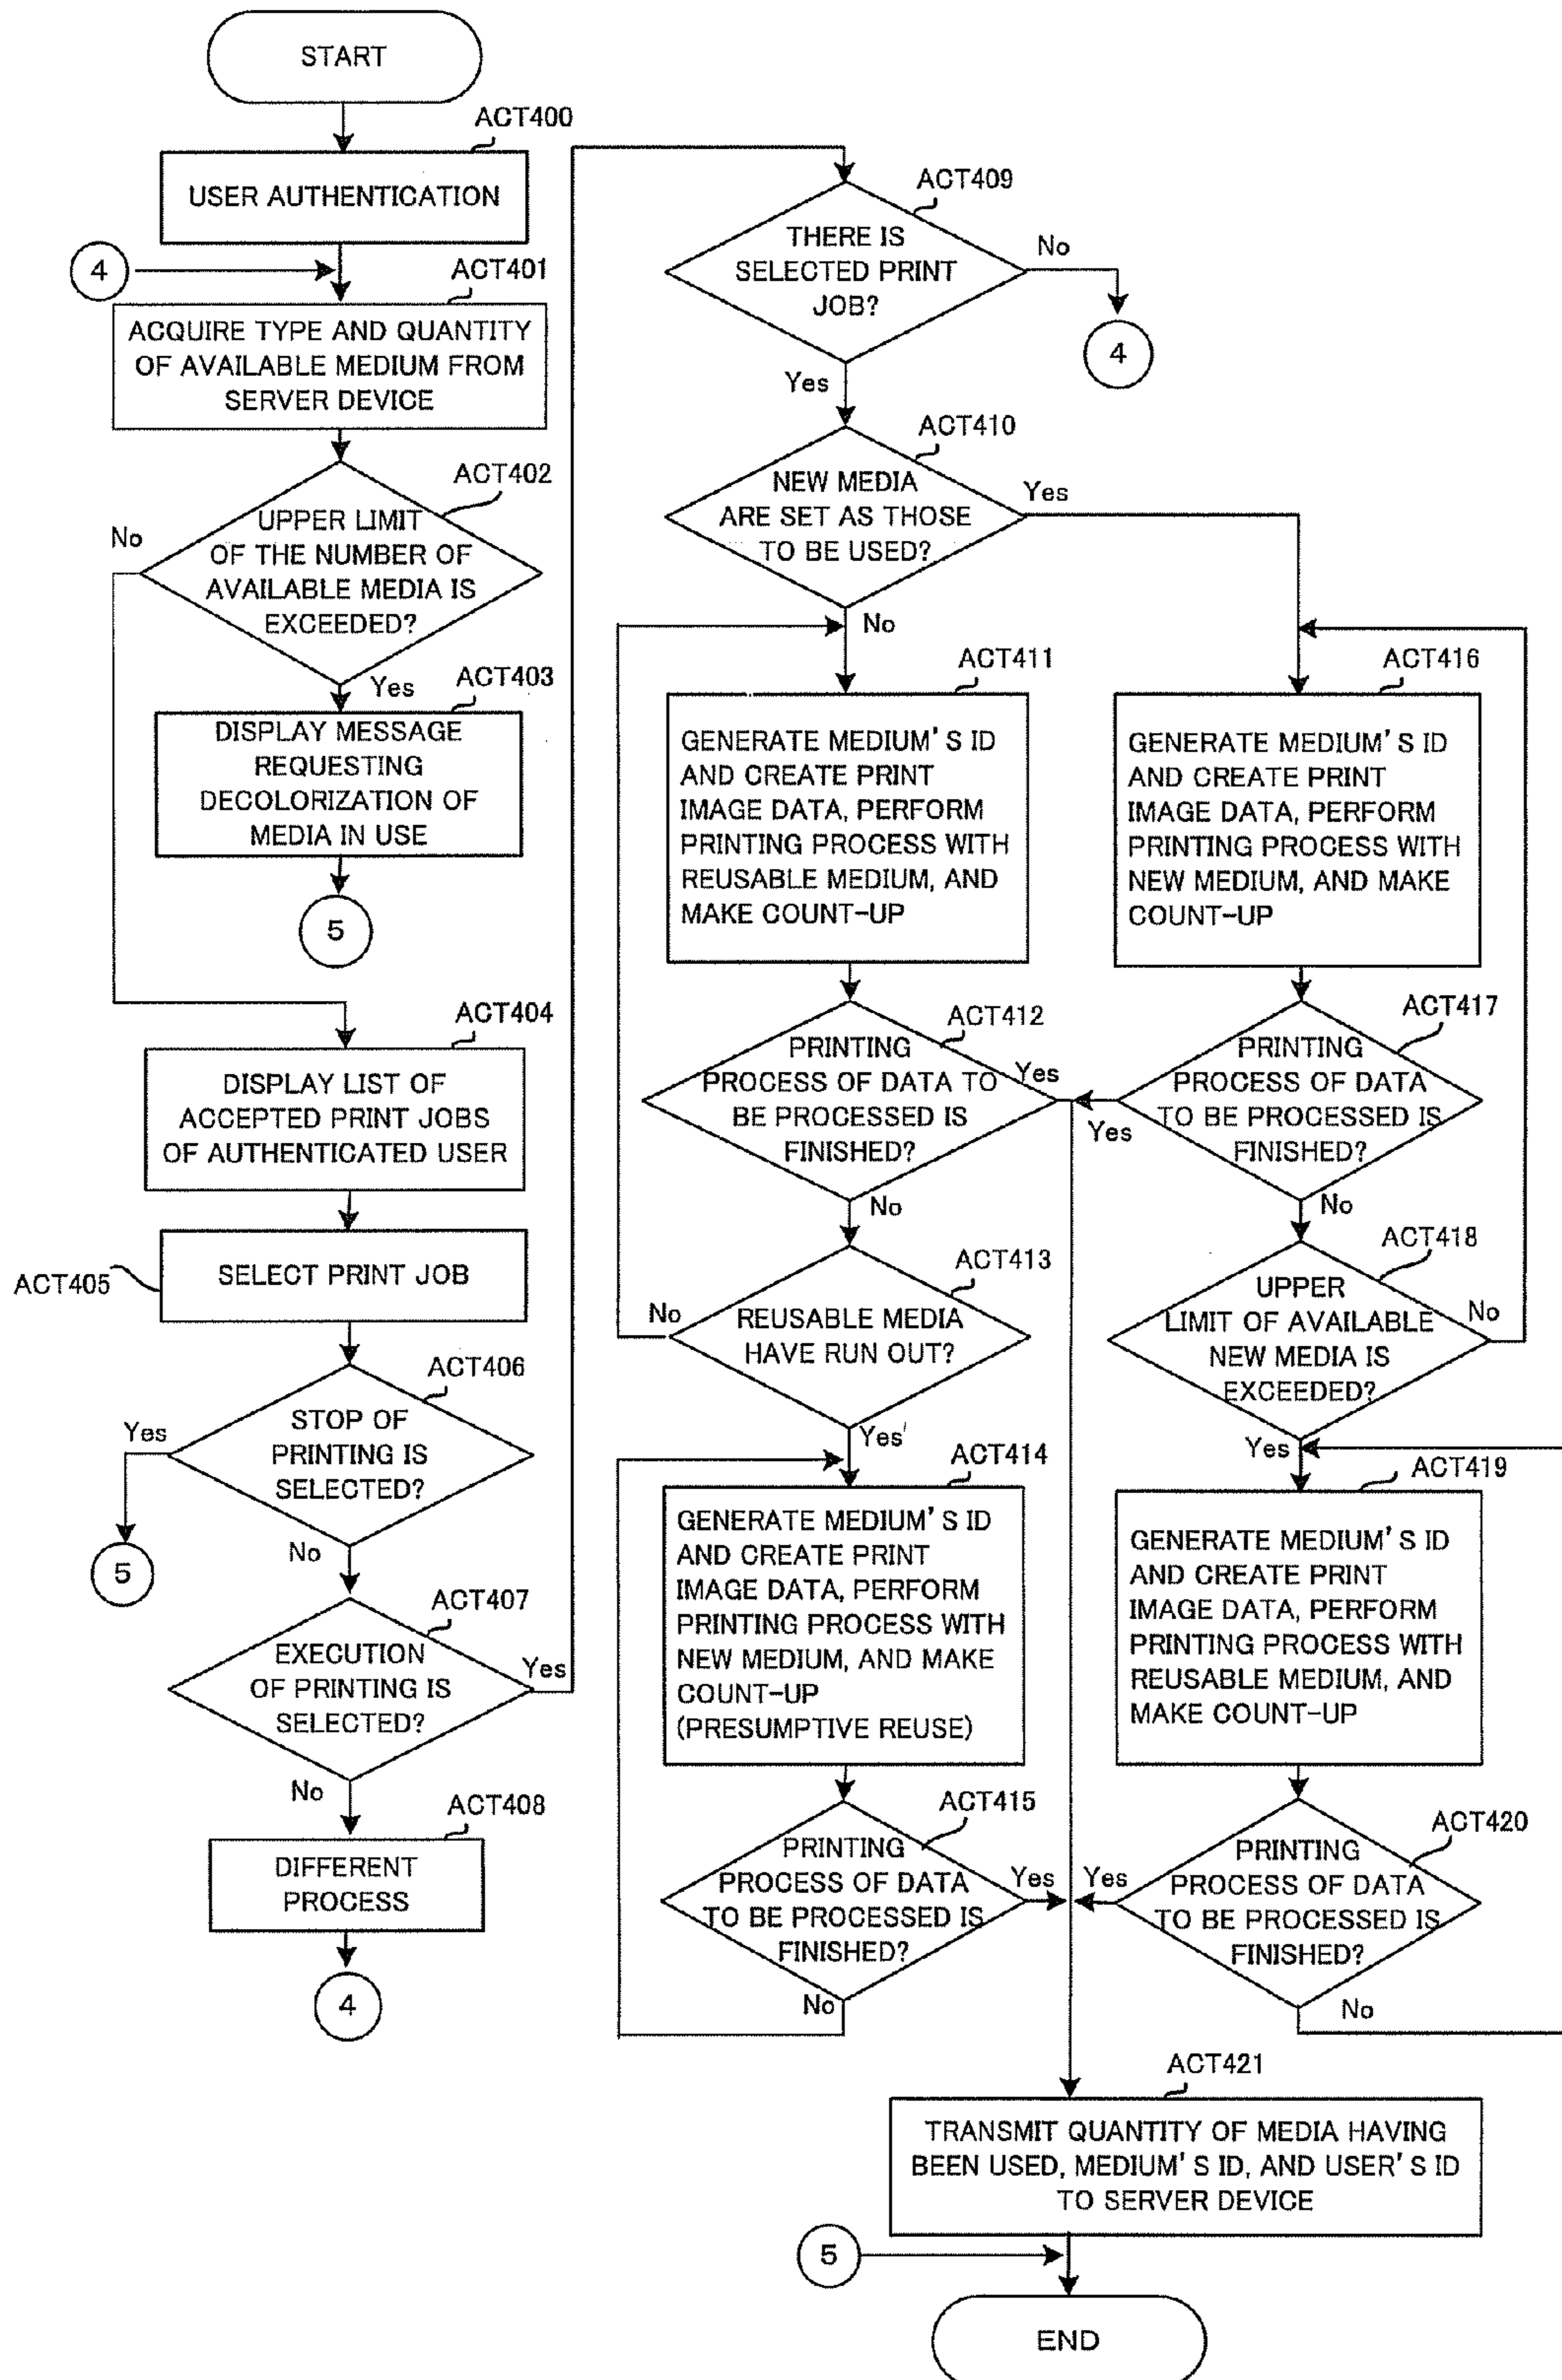 START
ACT400
USER AUTHENTICATION
4
ACT401
ACQUIRE TYPE AND QUANTITY
OF AVAILABLE MEDIUM FROM
SERVER DEVICE
ACT402
UPPER LIMIT
OF THE NUMBER OF
AVAILABLE MEDIA IS
EXCEEDED?
No
Yes
ACT403
DISPLAY MESSAGE
REQUESTING
DECOLORIZATION OF
MEDIA IN USE
5
ACT404
DISPLAY LIST OF
ACCEPTED PRINT JOBS
OF AUTHENTICATED USER
ACT405
SELECT PRINT JOB
ACT406
STOP OF
PRINTING IS
SELECTED?
Yes
5
No
ACT407
EXECUTION
OF PRINTING IS
SELECTED?
Yes
No
ACT408
DIFFERENT
PROCESS
4
ACT409
THERE IS
SELECTED PRINT
JOB?
No
4
Yes
ACT410
NEW MEDIA
ARE SET AS THOSE
TO BE USED?
Yes
No
ACT411
GENERATE MEDIUM'S ID
AND CREATE PRINT
IMAGE DATA, PERFORM
PRINTING PROCESS WITH
REUSABLE MEDIUM, AND
MAKE COUNT-UP
ACT412
PRINTING
PROCESS OF DATA TO
BE PROCESSED IS
FINISHED?
Yes
No
ACT413
REUSABLE MEDIA
HAVE RUN OUT?
No
Yes
ACT414
GENERATE MEDIUM'S ID
AND CREATE PRINT
IMAGE DATA, PERFORM
PRINTING PROCESS WITH
NEW MEDIUM, AND MAKE
COUNT-UP
(PRESUMPTIVE REUSE)
ACT415
PRINTING
PROCESS OF DATA
TO BE PROCESSED IS
FINISHED?
Yes
No
ACT416
GENERATE MEDIUM'S ID
AND CREATE PRINT
IMAGE DATA, PERFORM
PRINTING PROCESS WITH
NEW MEDIUM, AND MAKE
COUNT-UP
ACT417
PRINTING
PROCESS OF DATA
TO BE PROCESSED IS
FINISHED?
Yes
No
ACT418
UPPER
LIMIT OF AVAILABLE
NEW MEDIA IS
EXCEEDED?
No
Yes
ACT419
GENERATE MEDIUM'S ID
AND CREATE PRINT
IMAGE DATA, PERFORM
PRINTING PROCESS WITH
REUSABLE MEDIUM, AND
MAKE COUNT-UP
ACT420
PRINTING
PROCESS OF DATA
TO BE PROCESSED IS
FINISHED?
Yes
No
ACT421
TRANSMIT QUANTITY OF MEDIA HAVING
BEEN USED, MEDIUM'S ID, AND USER'S ID
TO SERVER DEVICE
5
END